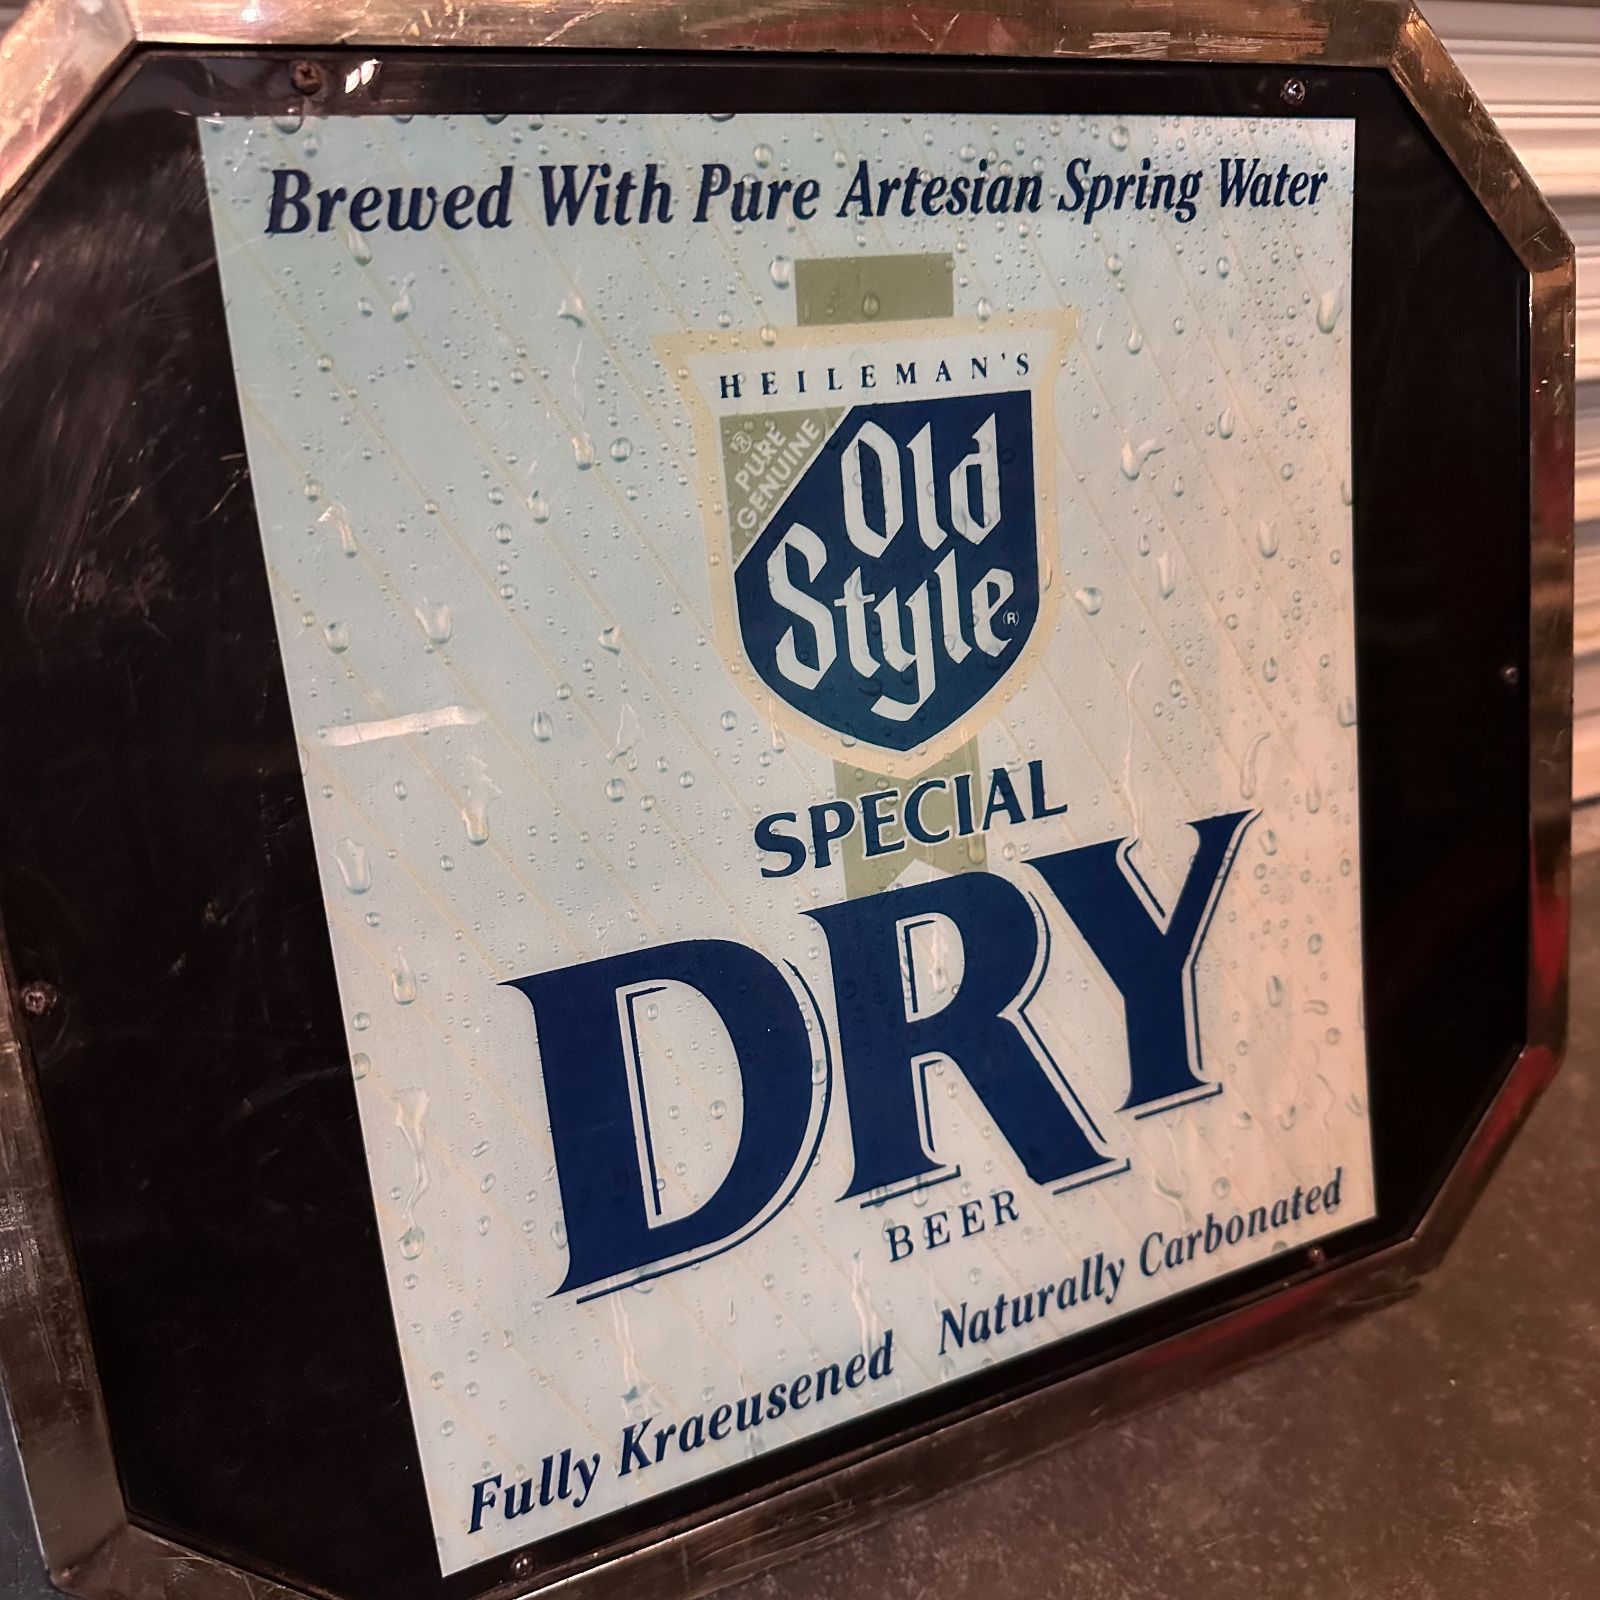 Brewed With Pure Artesian Spring Water
HEILEMAN'S
® PURE
GENUINE
Old
Style®
SPECIAL
DRY
BEER
Fully Kraeusened Naturally Carbonated